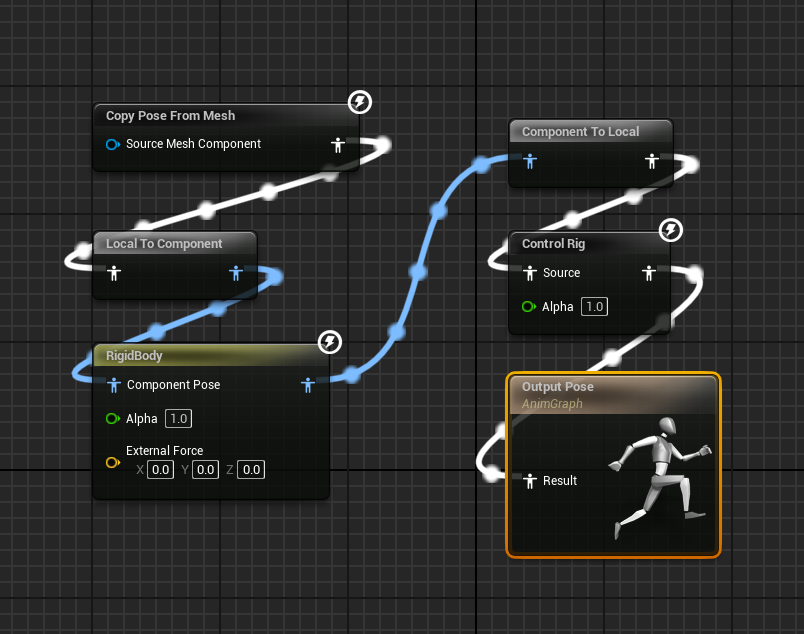 Copy Pose From Mesh
Source Mesh Component
Local To Component
RigidBody
Component Pose
Alpha 1.0
External Force
X 0.0 Y 0.0 Z 0.0
Component To Local
Control Rig
Source
Alpha 1.0
Output Pose
AnimGraph
Result